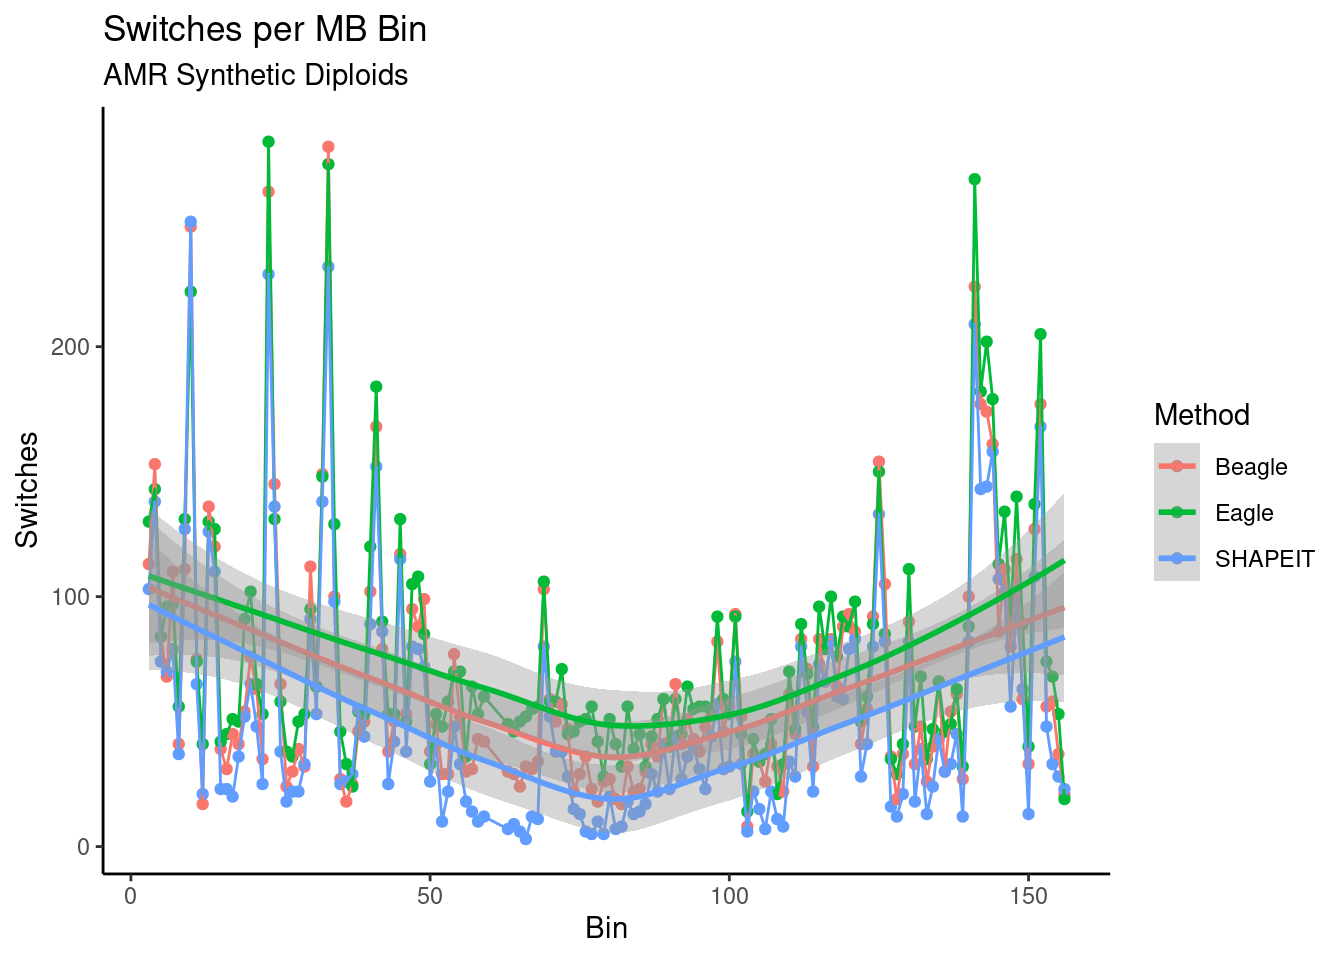 Switches per MB Bin
AMR Synthetic Diploids
Switches
200
100
0
0
50
100
150
Bin
Method
Beagle
Eagle
SHAPEIT